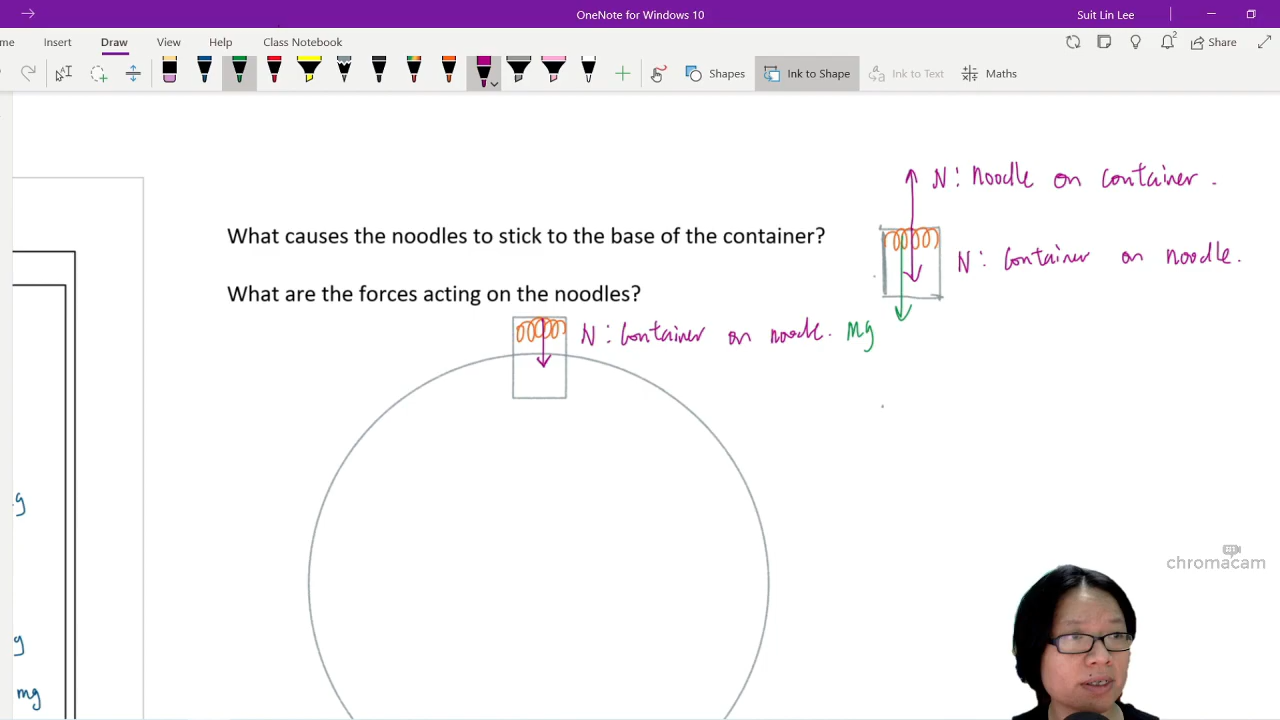 OneNote for Windows 10
Suit Lin Lee
me Insert Draw View Help Class Notebook
Share
Shapes Ink to Shape Ink to Text Maths
N: Noodle on container.
What causes the noodles to stick to the base of the container?
N: Container on noodle.
What are the forces acting on the noodles?
N: Container on noodle. Mg
g
chromacam
g
mg